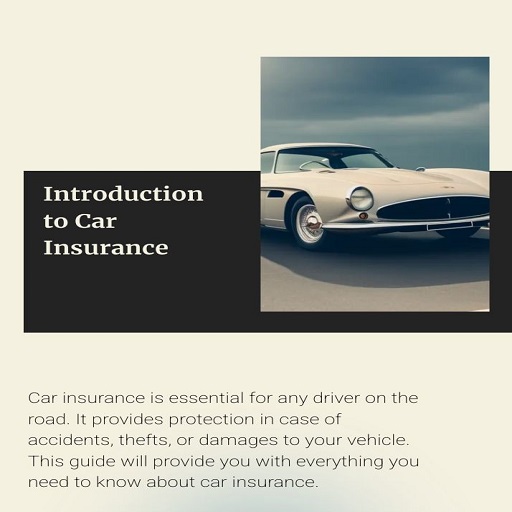 Introduction
to Car
Insurance
Car insurance is essential for any driver on the
road. It provides protection in case of
accidents, thefts, or damages to your vehicle.
This guide will provide you with everything you
need to know about car insurance.